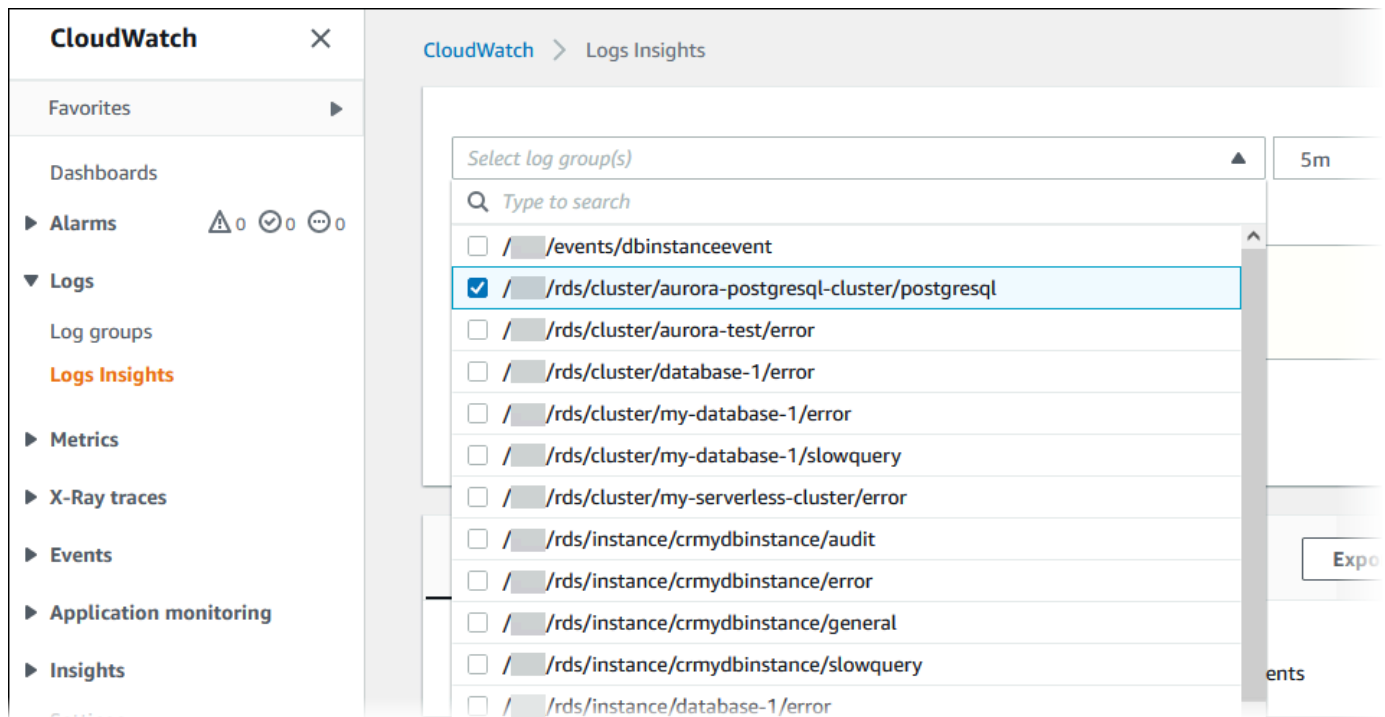 CloudWatch
Favorites
Dashboards
Alarms 0 0 0
Logs
Log groups
Logs Insights
Metrics
X-Ray traces
Events
Application monitoring
Insights
CloudWatch > Logs Insights
Select log group(s)
5m
Type to search
/ /events/dbinstanceevent
/ /rds/cluster/aurora-postgresql-cluster/postgresql
/ /rds/cluster/aurora-test/error
/ /rds/cluster/database-1/error
/ /rds/cluster/my-database-1/error
/ /rds/cluster/my-database-1/slowquery
/ /rds/cluster/my-serverless-cluster/error
/ /rds/instance/crmydbinstance/audit
/ /rds/instance/crmydbinstance/error
/ /rds/instance/crmydbinstance/general
/ /rds/instance/crmydbinstance/slowquery
/ /rds/instance/database-1/error
Expo
ents